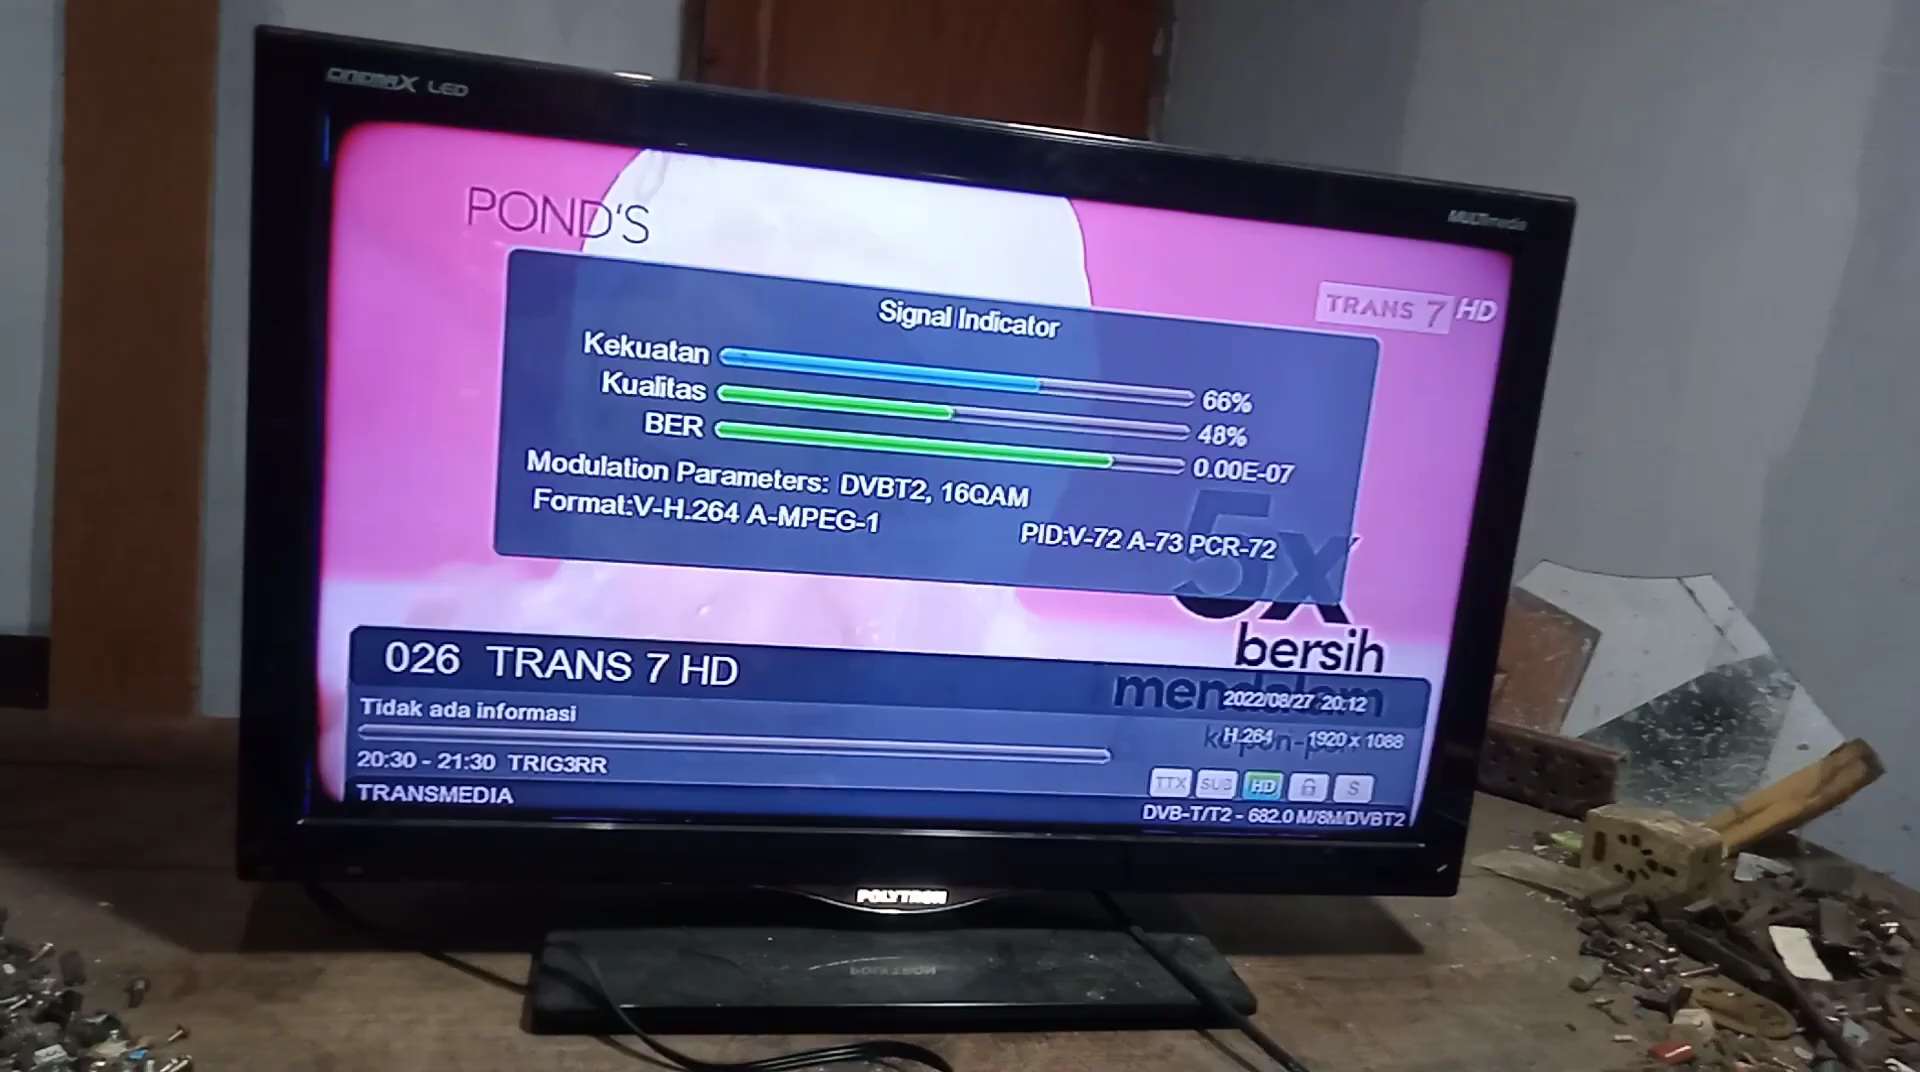 CINEMAX LED
MULTImedia
POND'S
TRANS 7 HD
Signal Indicator
Kekuatan 66%
Kualitas 48%
BER 0.00E-07
Modulation Parameters: DVBT2, 16QAM
Format:V-H.264 A-MPEG-1
PID:V-72 A-73 PCR-72
5x
bersih
mendalam
026 TRANS 7 HD
2022/08/27 20:12
Tidak ada informasi
H.264 1920 x 1088
20:30 - 21:30 TRIG3RR
TTX SUB HD S
TRANSMEDIA
DVB-T/T2 - 682.0 M/8M/DVBT2
POLYTRON